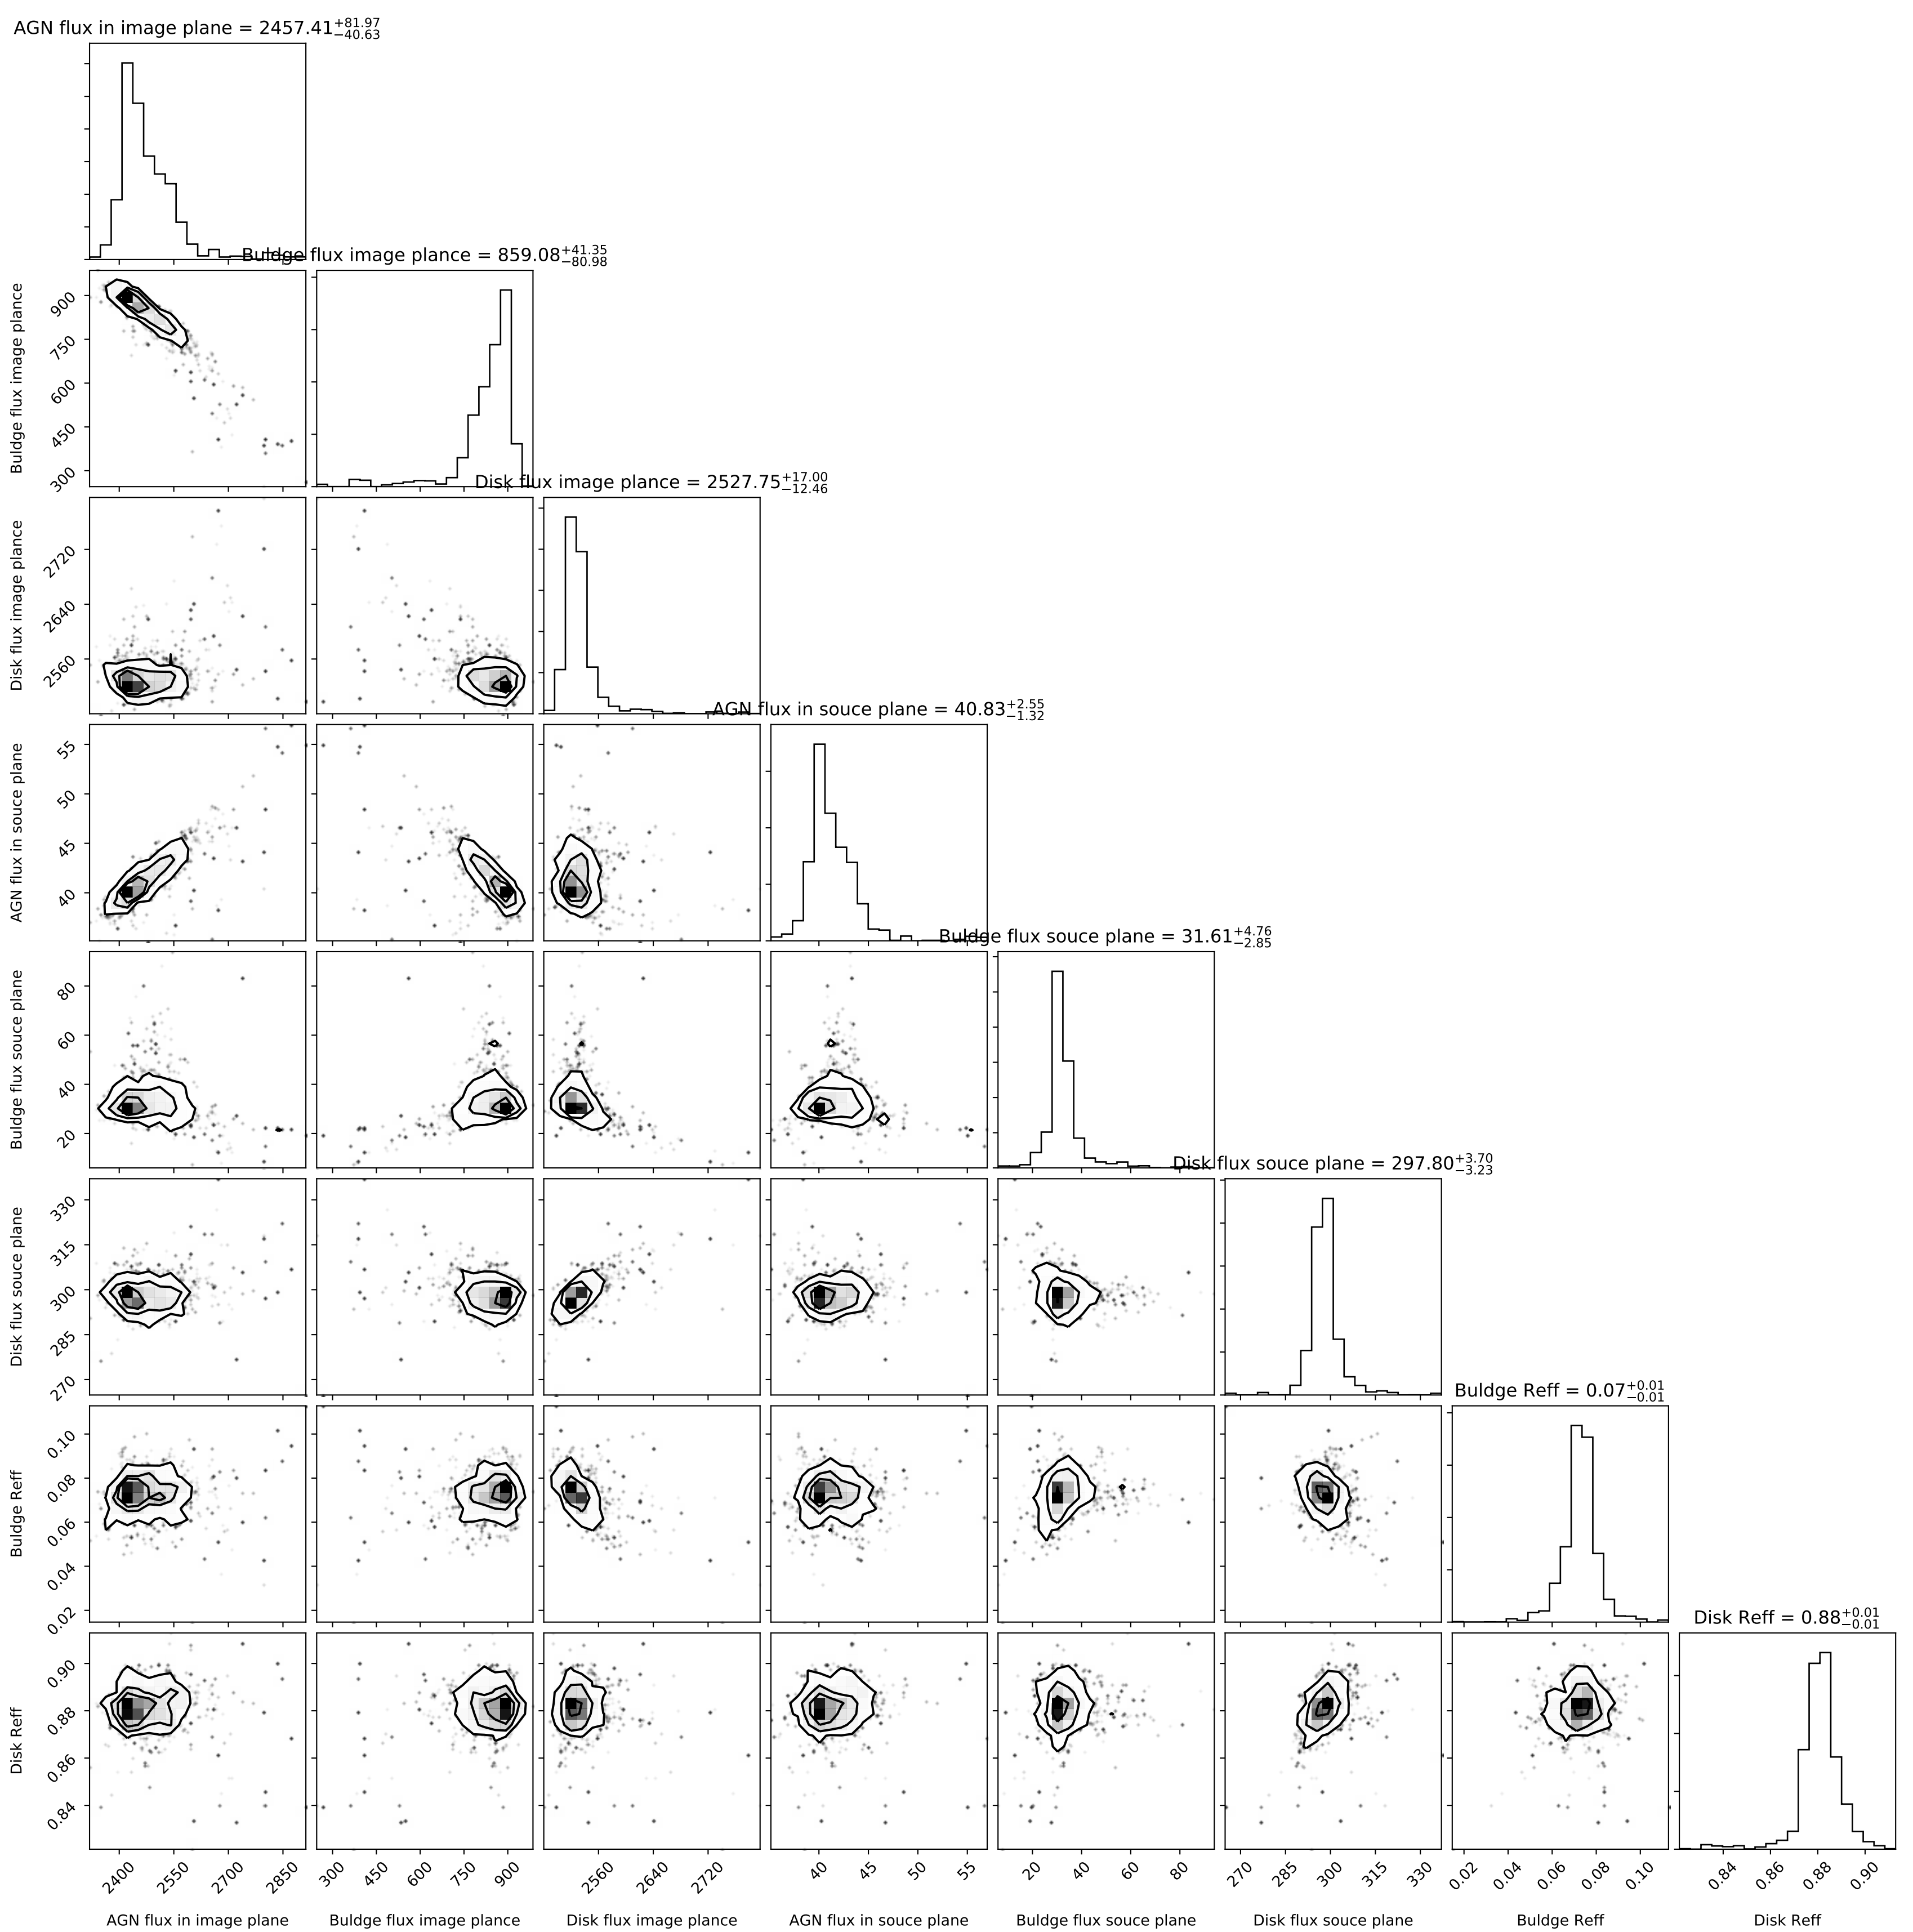 AGN flux in image plane = 2457.41+81.97−40.63
Buldge flux image plance = 859.08+41.35−80.98
Buldge flux image plance
900
750
600
450
300
Disk flux image plance = 2527.75+17.00−12.46
Disk flux image plance
2720
2640
2560
AGN flux in souce plane = 40.83+2.55−1.32
AGN flux in souce plane
55
50
45
40
Buldge flux souce plane = 31.61+4.76−2.85
Buldge flux souce plane
80
60
40
20
Disk flux souce plane = 297.80+3.70−3.23
Disk flux souce plane
330
315
300
285
270
Buldge Reff = 0.07+0.01−0.01
Buldge Reff
0.10
0.08
0.06
0.04
0.02
Disk Reff = 0.88+0.01−0.01
Disk Reff
0.90
0.88
0.86
0.84
2400 2550 2700 2850 300 450 600 750 900 2560 2640 2720 40 45 50 55 20 40 60 80 270 285 300 315 330 0.02 0.04 0.06 0.08 0.10 0.84 0.86 0.88 0.90
AGN flux in image plane Buldge flux image plance Disk flux image plance AGN flux in souce plane Buldge flux souce plane Disk flux souce plane Buldge Reff Disk Reff